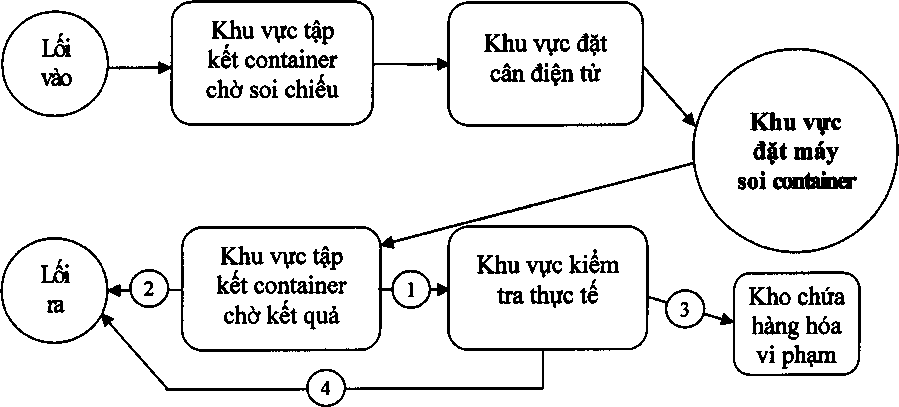 Lối
vào
Khu vực tập
kết container
chờ soi chiếu
Khu vực đặt
cân điện tử
Khu vực
đặt máy
soi container
Lối
ra
2
Khu vực tập
kết container
chờ kết quả
1
Khu vực kiểm
tra thực tế
3
Kho chứa
hàng hóa
vi phạm
4